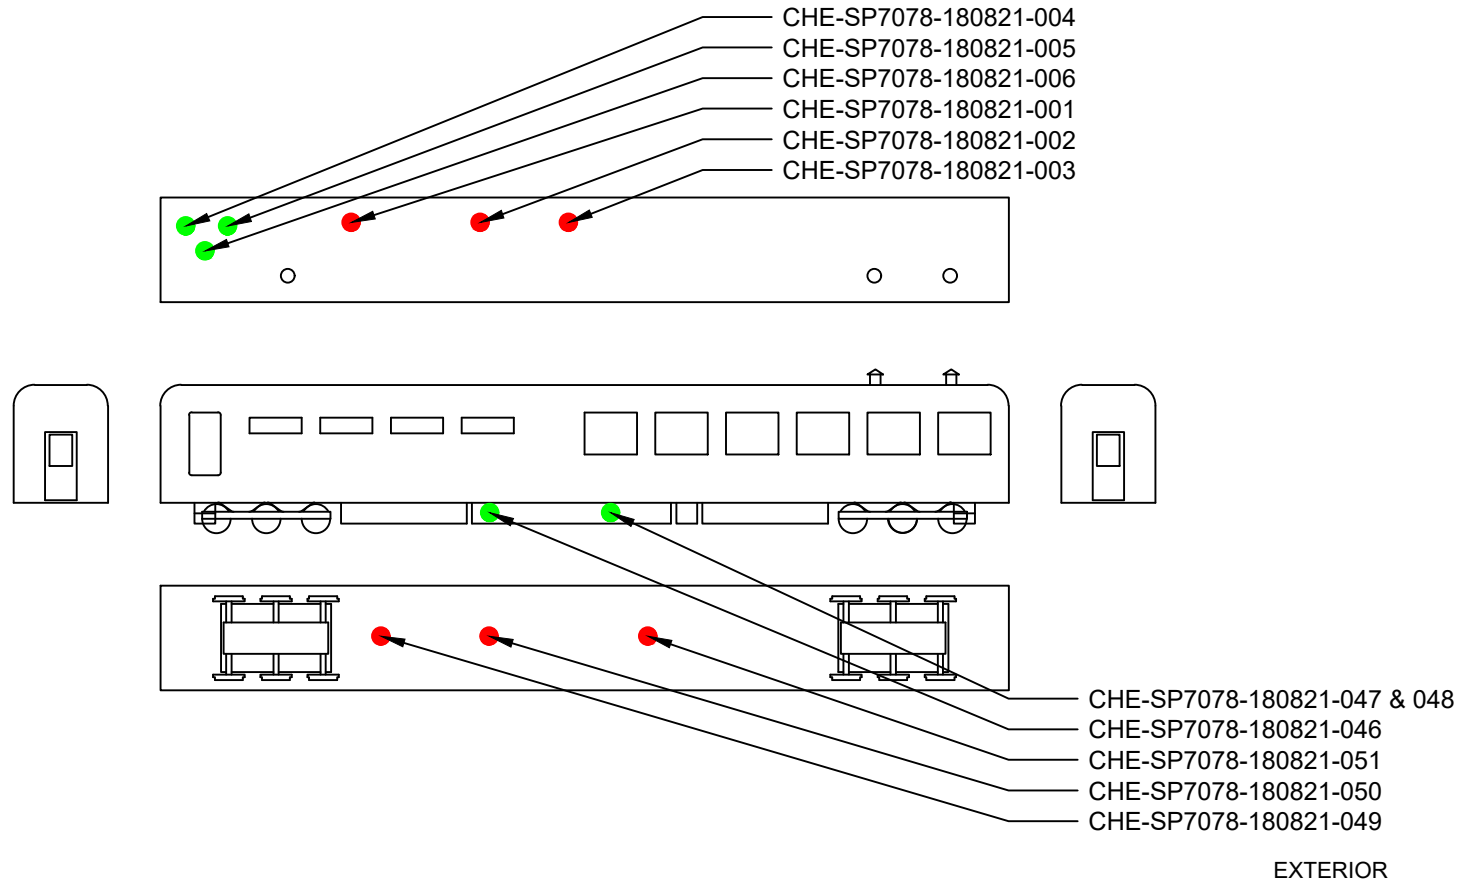 CHE-SP7078-180821-004
CHE-SP7078-180821-005
CHE-SP7078-180821-006
CHE-SP7078-180821-001
CHE-SP7078-180821-002
CHE-SP7078-180821-003
CHE-SP7078-180821-047 & 048
CHE-SP7078-180821-046
CHE-SP7078-180821-051
CHE-SP7078-180821-050
CHE-SP7078-180821-049
EXTERIOR